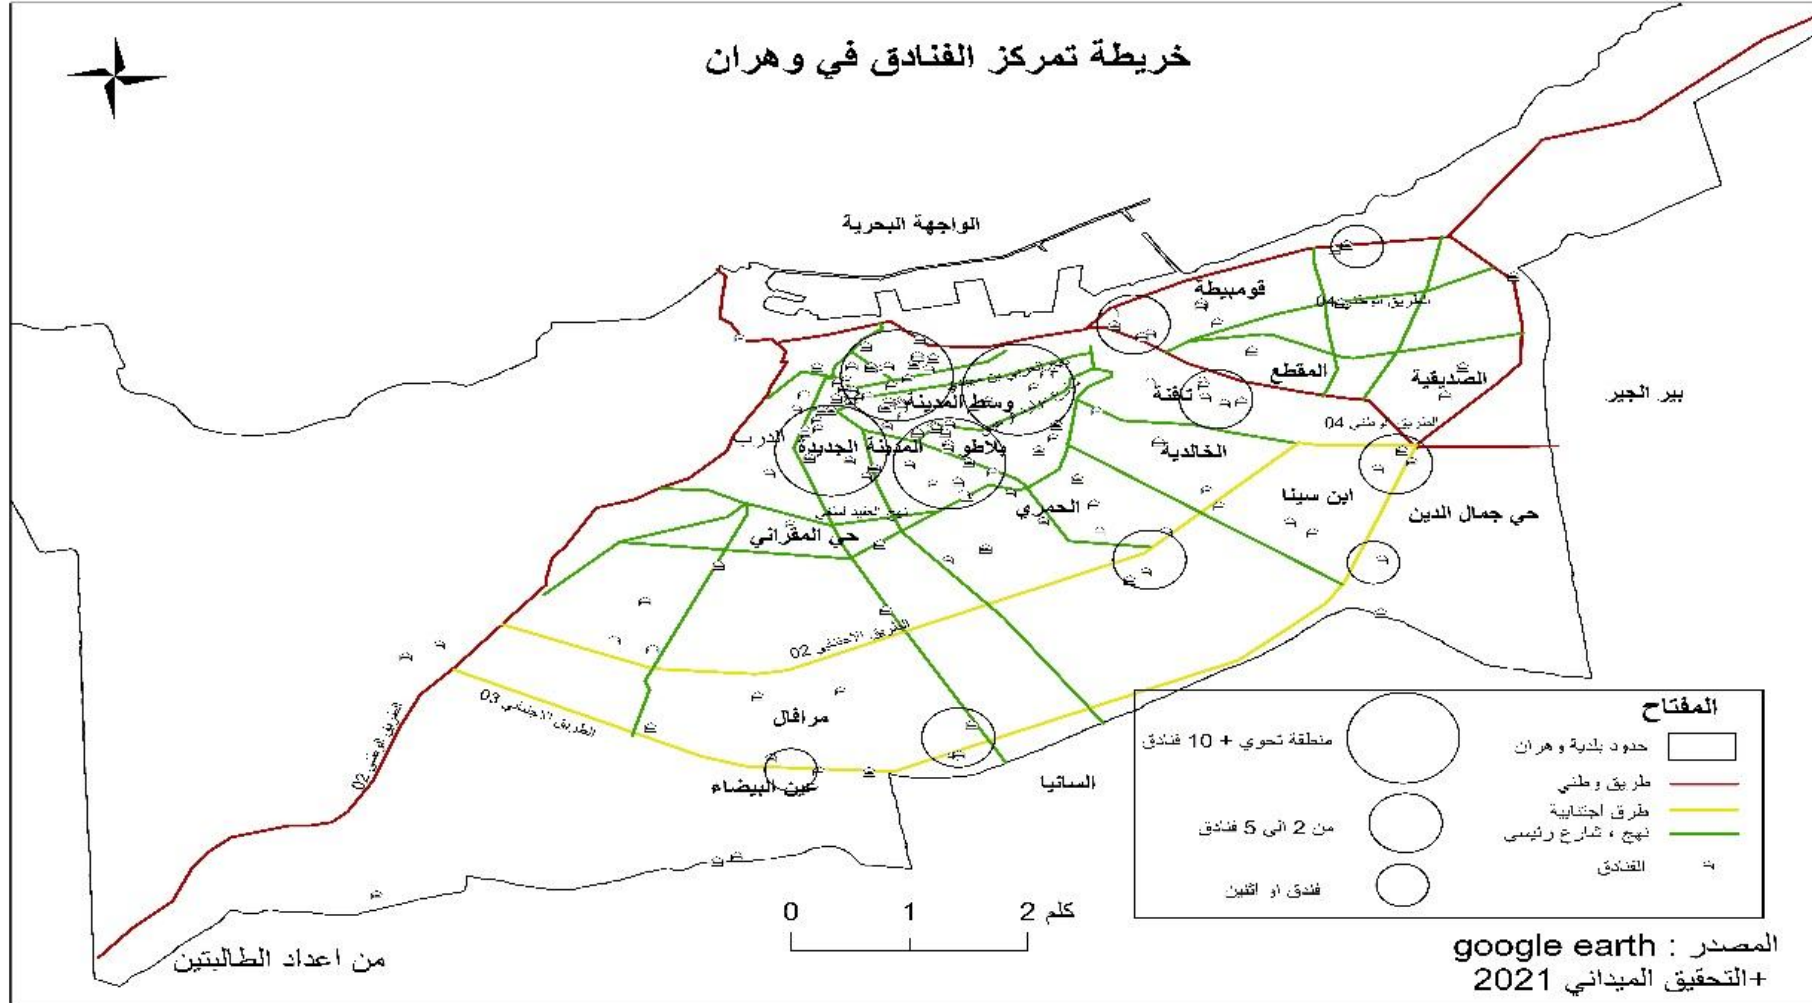 خريطة تمركز الفنادق في وهران
الواجهة البحرية
قومبيطة
الطريق الوطني 04
المقطع
الصديقية
بير الجير
تافنة
وسط المدينة
الطريق الوطني 04
الدرب
المدينة الجديدة
بلاطو
الخالدية
ابن سينا
حي جمال الدين
الحمري
حي المقراني
الطريق الاجتنابي 02
مرافال
الطريق الاجتنابي 03
الطريق الوطني 02
عين البيضاء
السانيا
المفتاح
حدود بلدية وهران
طريق وطني
طرق اجتنابية
نهج ، شارع رئيسي
الفنادق
منطقة تحوي + 10 فنادق
من 2 الى 5 فنادق
فندق او اثنين
0 1 2 كلم
من اعداد الطالبتين
المصدر : google earth
+التحقيق الميداني 2021